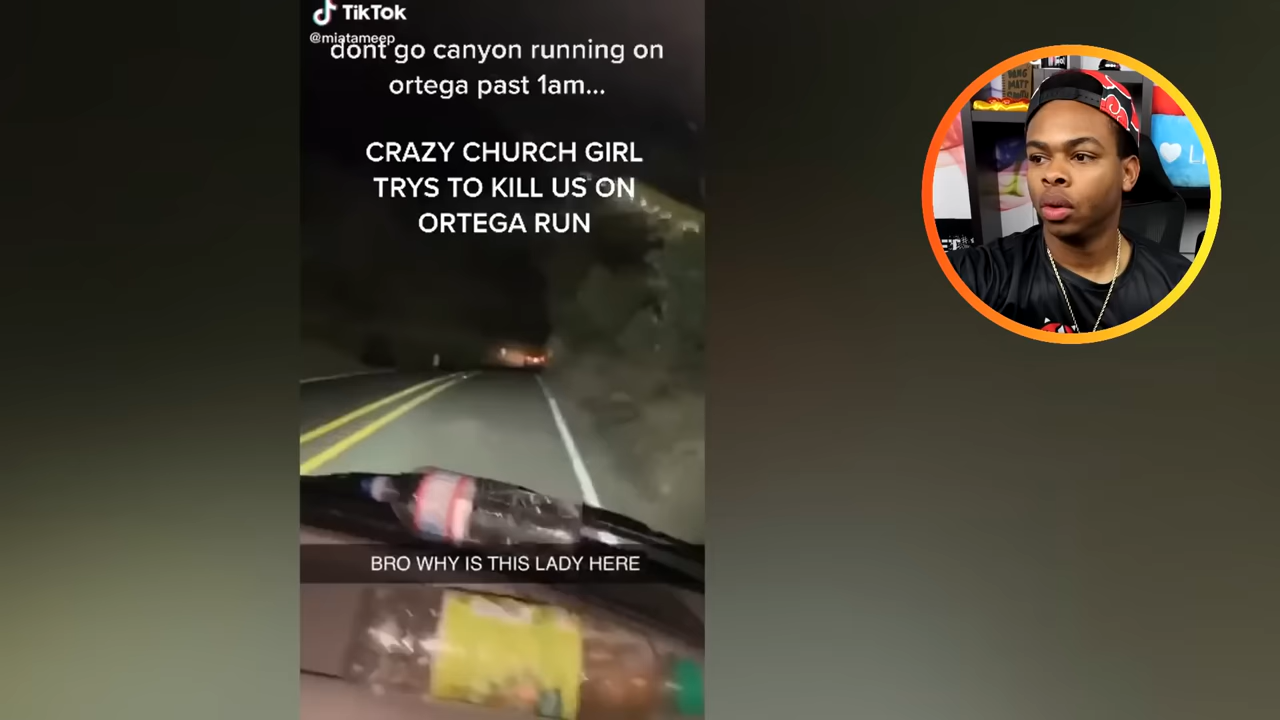 TikTok
@miatameep
dont go canyon running on
ortega past 1am...
CRAZY CHURCH GIRL
TRYS TO KILL US ON
ORTEGA RUN
BRO WHY IS THIS LADY HERE